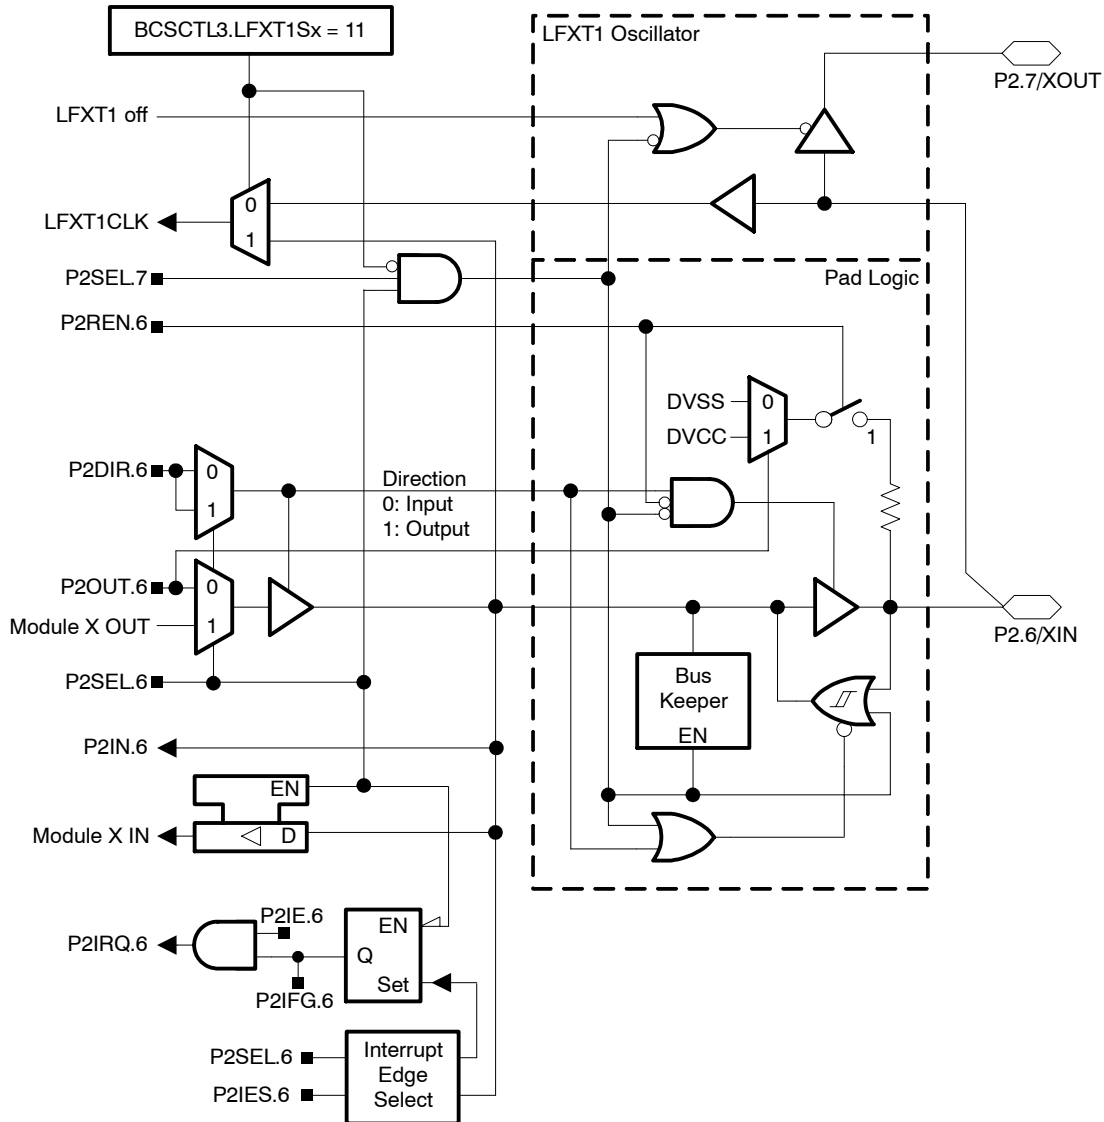 BCSCTL3.LFXT1Sx = 11
LFXT1 Oscillator
P2.7/XOUT
LFXT1 off
0
LFXT1CLK
1
P2SEL.7
Pad Logic
P2REN.6
DVSS
0
DVCC
1
1
P2DIR.6
0
1
Direction
0: Input
1: Output
P2OUT.6
0
Module X OUT
1
P2.6/XIN
P2SEL.6
Bus
Keeper
EN
P2IN.6
EN
Module X IN
D
P2IE.6
EN
P2IRQ.6
Q
Set
P2IFG.6
P2SEL.6
Interrupt
Edge
Select
P2IES.6